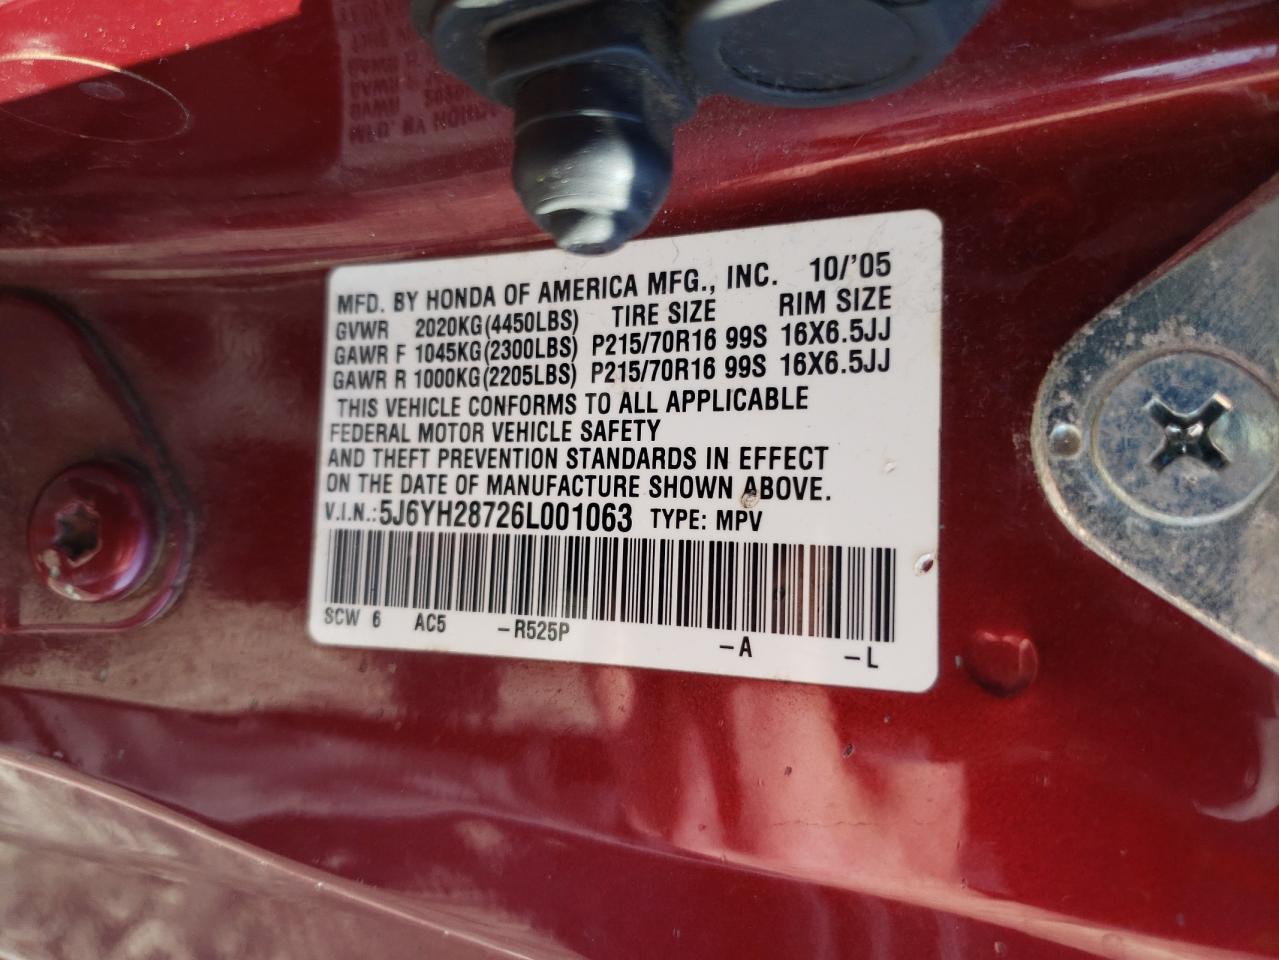 MFD. BY HONDA OF AMERICA MFG., INC. 10/'05
GVWR 2020KG(4450LBS) TIRE SIZE RIM SIZE
GAWR F 1045KG(2300LBS) P215/70R16 99S 16X6.5JJ
GAWR R 1000KG(2205LBS) P215/70R16 99S 16X6.5JJ
THIS VEHICLE CONFORMS TO ALL APPLICABLE
FEDERAL MOTOR VEHICLE SAFETY
AND THEFT PREVENTION STANDARDS IN EFFECT
ON THE DATE OF MANUFACTURE SHOWN ABOVE.
V.I.N.: 5J6YH28726L001063 TYPE: MPV
SCW 6 AC5 -R525P -A -L